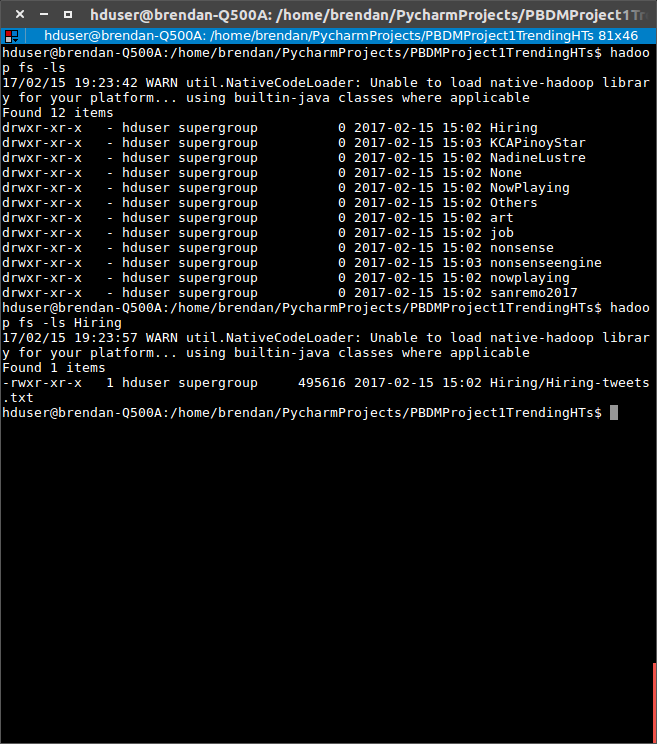 hduser@brendan-Q500A: /home/brendan/PycharmProjects/PBDMProject1Tr
hduser@brendan-Q500A: /home/brendan/PycharmProjects/PBDMProject1TrendingHTs 81x46
hduser@brendan-Q500A:/home/brendan/PycharmProjects/PBDMProject1TrendingHTs$ hadoo
p fs -ls
17/02/15 19:23:42 WARN util.NativeCodeLoader: Unable to load native-hadoop librar
y for your platform... using builtin-java classes where applicable
Found 12 items
drwxr-xr-x   - hduser supergroup          0 2017-02-15 15:02 Hiring
drwxr-xr-x   - hduser supergroup          0 2017-02-15 15:03 KCAPinoyStar
drwxr-xr-x   - hduser supergroup          0 2017-02-15 15:02 NadineLustre
drwxr-xr-x   - hduser supergroup          0 2017-02-15 15:02 None
drwxr-xr-x   - hduser supergroup          0 2017-02-15 15:02 NowPlaying
drwxr-xr-x   - hduser supergroup          0 2017-02-15 15:02 Others
drwxr-xr-x   - hduser supergroup          0 2017-02-15 15:02 art
drwxr-xr-x   - hduser supergroup          0 2017-02-15 15:02 job
drwxr-xr-x   - hduser supergroup          0 2017-02-15 15:02 nonsense
drwxr-xr-x   - hduser supergroup          0 2017-02-15 15:03 nonsenseengine
drwxr-xr-x   - hduser supergroup          0 2017-02-15 15:02 nowplaying
drwxr-xr-x   - hduser supergroup          0 2017-02-15 15:02 sanremo2017
hduser@brendan-Q500A:/home/brendan/PycharmProjects/PBDMProject1TrendingHTs$ hadoo
p fs -ls Hiring
17/02/15 19:23:57 WARN util.NativeCodeLoader: Unable to load native-hadoop librar
y for your platform... using builtin-java classes where applicable
Found 1 items
-rwxr-xr-x   1 hduser supergroup     495616 2017-02-15 15:02 Hiring/Hiring-tweets
.txt
hduser@brendan-Q500A:/home/brendan/PycharmProjects/PBDMProject1TrendingHTs$